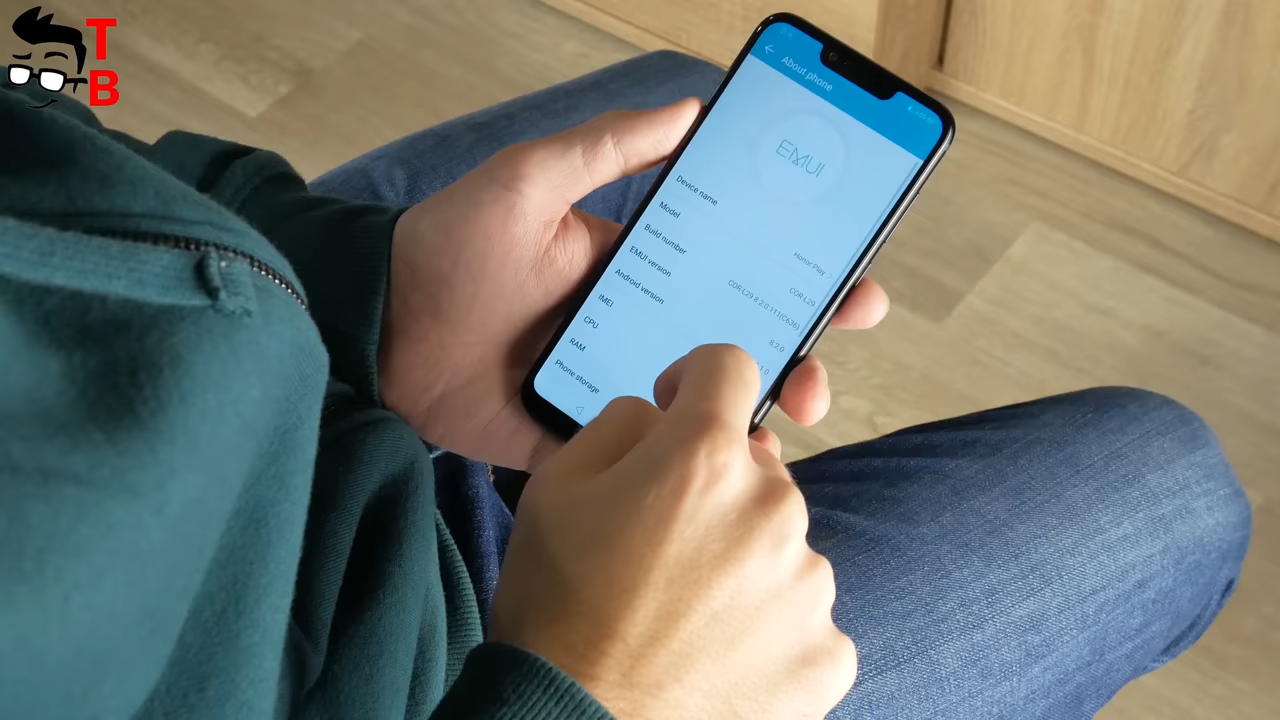 T
B
About phone
EMUI
Device name
Honor Play
Model
COR-L29
Build number
COR-L29 8.2.0.111(C636)
EMUI version
8.2.0
Android version
IMEI
CPU
RAM
Phone storage